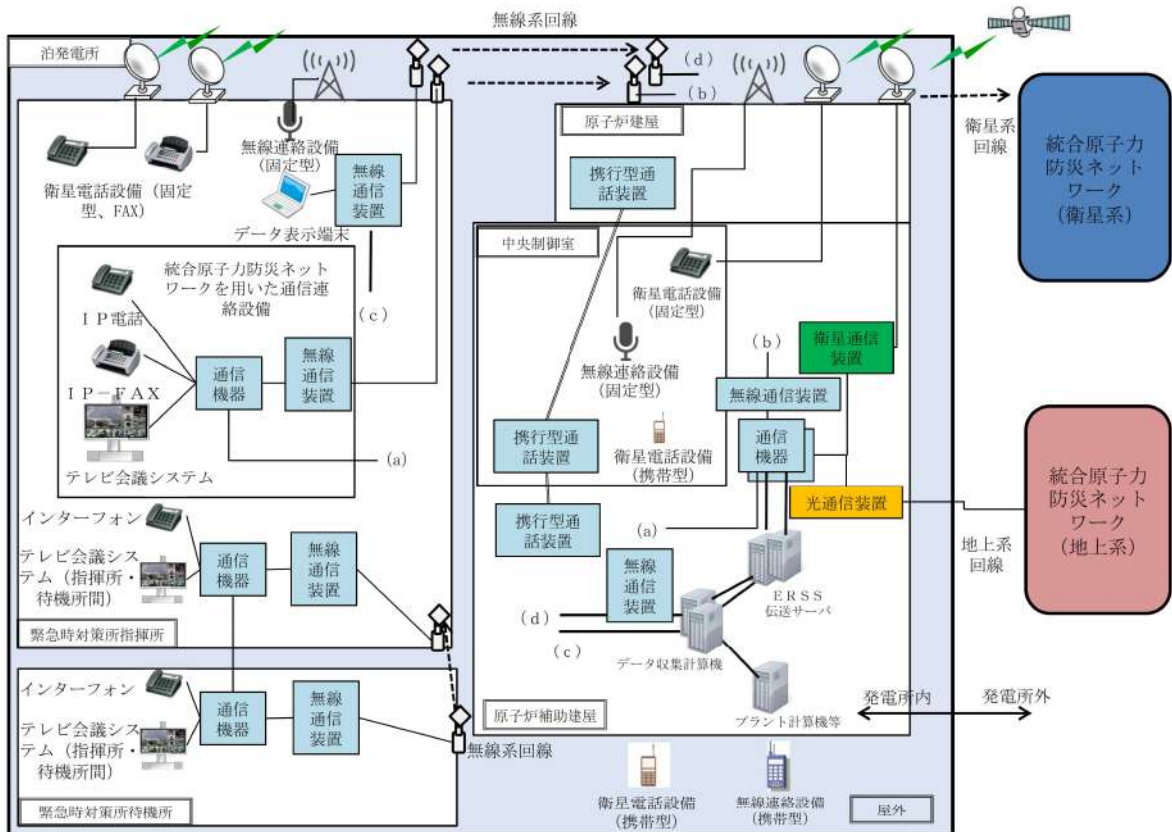 無線系回線
泊発電所
(d)
(b)
原子炉建屋
衛星系
回線
統合原子力
防災ネット
ワーク
(衛星系)
無線連絡設備
(固定型)
無線
通信
装置
衛星電話設備（固定
型、FAX）
データ表示端末
携行型通
話装置
中央制御室
統合原子力防災ネット
ワークを用いた通信連
絡設備
(c)
ＩＰ電話
ＩＰ－ＦＡＸ
テレビ会議システム
通信
機器
無線
通信
装置
(a)
衛星電話設備
(固定型)
無線連絡設備
(固定型)
(b)
衛星通信
装置
無線通信装置
携行型通
話装置
衛星電話設備
(携帯型)
通信
機器
光通信装置
統合原子力
防災ネット
ワーク
(地上系)
地上系
回線
携行型通
話装置
(a)
無線
通信
装置
ＥＲＳＳ
伝送サーバ
(d)
(c)
データ収集計算機
プラント計算機等
原子炉補助建屋
発電所内
発電所外
インターフォン
テレビ会議シス
テム（指揮所・
待機所間）
通信
機器
無線
通信
装置
緊急時対策所指揮所
インターフォン
テレビ会議シス
テム（指揮所・
待機所間）
通信
機器
無線
通信
装置
無線系回線
緊急時対策所待機所
衛星電話設備
(携帯型)
無線連絡設備
(携帯型)
屋外